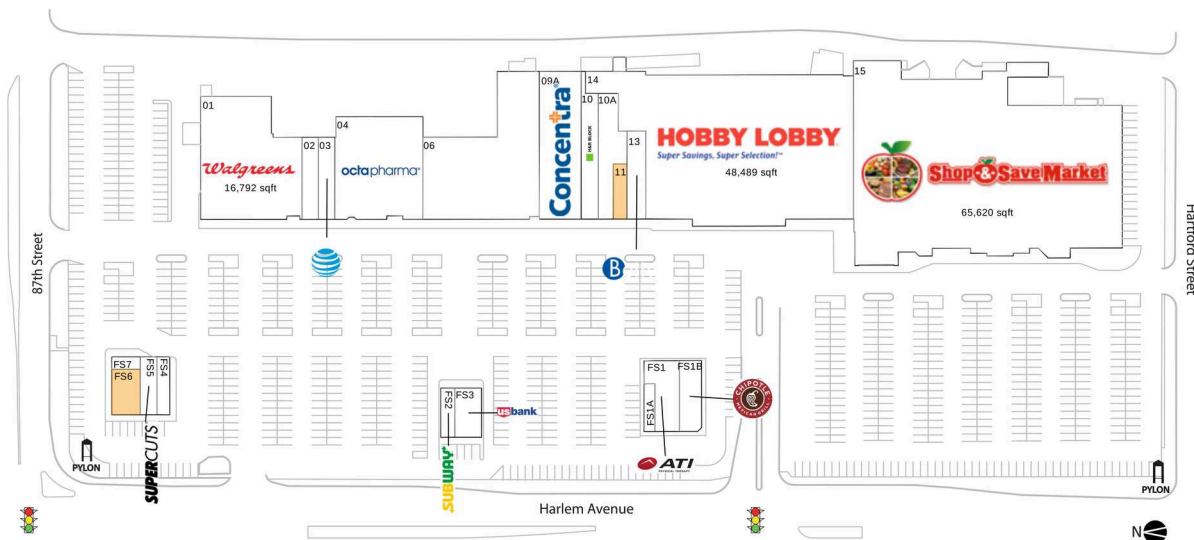 01
Walgreens
16,792 sqft
02
03
04
octapharma
06
09A
Concentra
14
10
10A
H&R BLOCK
11
13
HOBBY LOBBY
Super Savings, Super Selection!™
48,489 sqft
15
Shop&Save Market
65,620 sqft
87th Street
Hartford Street
B
FS7
FS6
FS5
FS4
SUPERCUTS
PYLON
FS2
FS3
usbank
SUBWAY
FS1
FS1B
FS1A
CHIPOTLE
MEXICAN GRILL
ATI
PHYSICAL THERAPY
PYLON
Harlem Avenue
N